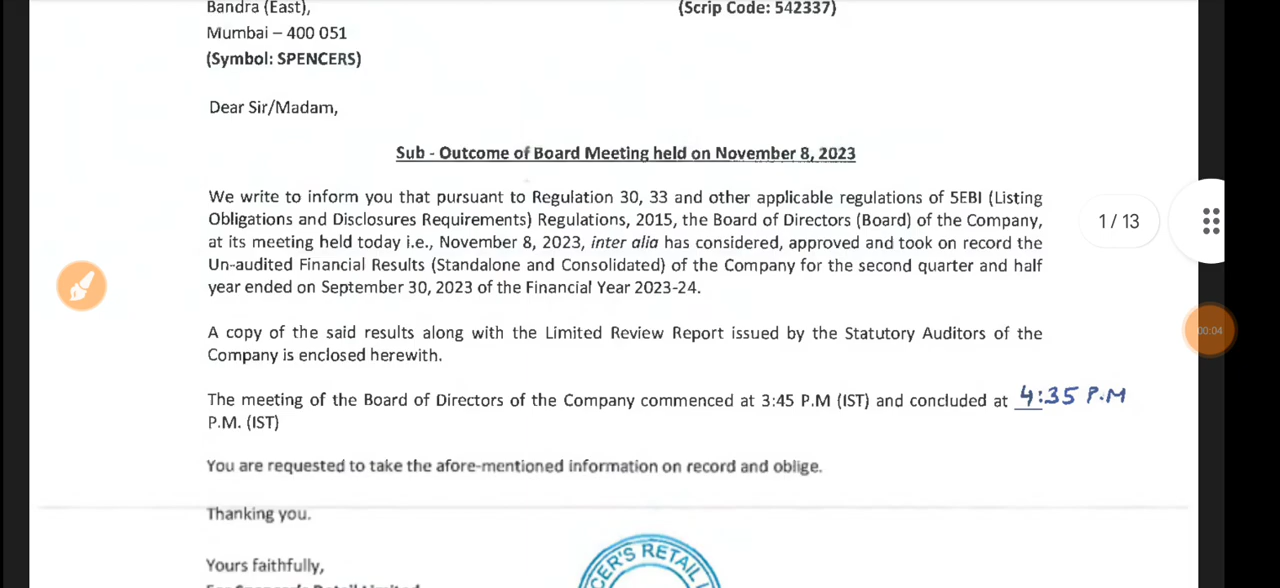 Bandra (East),
(Scrip Code: 542337)
Mumbai – 400 051
(Symbol: SPENCERS)
Dear Sir/Madam,
Sub - Outcome of Board Meeting held on November 8, 2023
We write to inform you that pursuant to Regulation 30, 33 and other applicable regulations of SEBI (Listing
Obligations and Disclosures Requirements) Regulations, 2015, the Board of Directors (Board) of the Company,
at its meeting held today i.e., November 8, 2023, inter alia has considered, approved and took on record the
Un-audited Financial Results (Standalone and Consolidated) of the Company for the second quarter and half
year ended on September 30, 2023 of the Financial Year 2023-24.
1 / 13
A copy of the said results along with the Limited Review Report issued by the Statutory Auditors of the
Company is enclosed herewith.
00:04
The meeting of the Board of Directors of the Company commenced at 3:45 P.M (IST) and concluded at 4:35 P.M
P.M. (IST)
You are requested to take the afore-mentioned information on record and oblige.
Thanking you.
Yours faithfully,
CER'S RETAIL